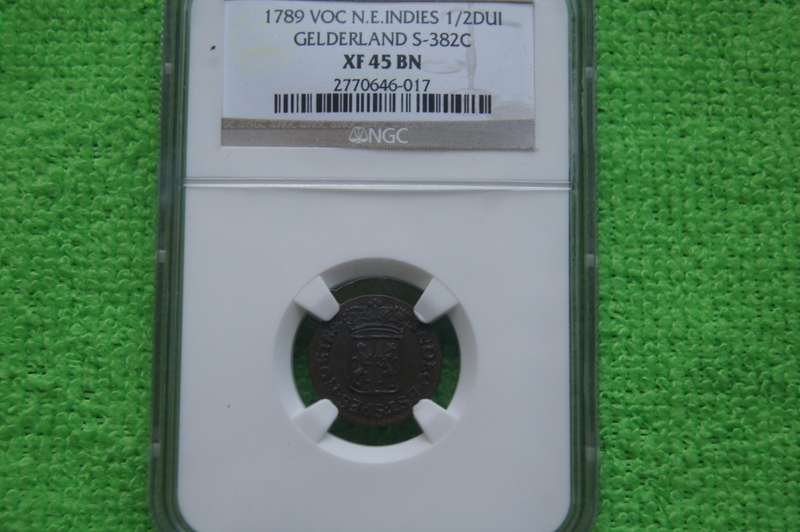 1789 VOC N.E.INDIES 1/2DUI
GELDERLAND S-382C
XF 45 BN
2770646-017
NGC